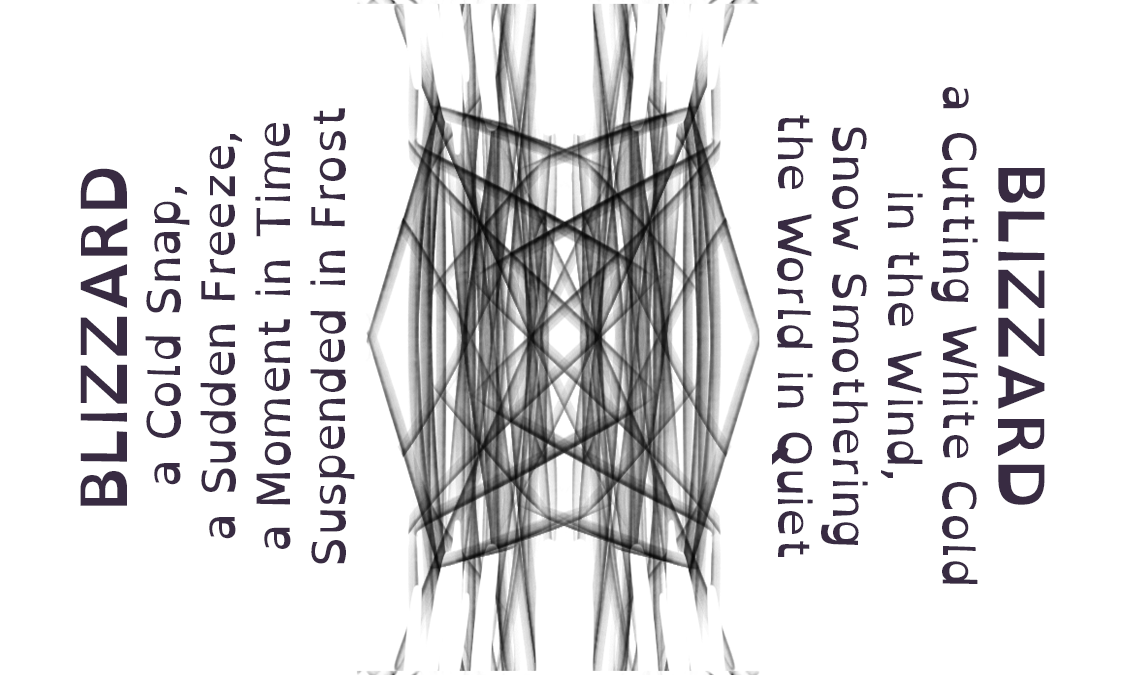 BLIZZARD
a Cold Snap,
a Sudden Freeze,
a Moment in Time
Suspended in Frost
BLIZZARD
a Cutting White Cold
in the Wind,
Snow Smothering
the World in Quiet